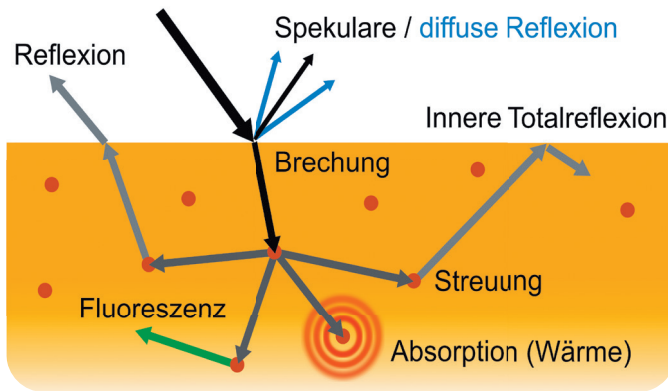 Spekulare / diffuse Reflexion
Reflexion
Innere Totalreflexion
Brechung
Streuung
Fluoreszenz
Absorption (Wärme)